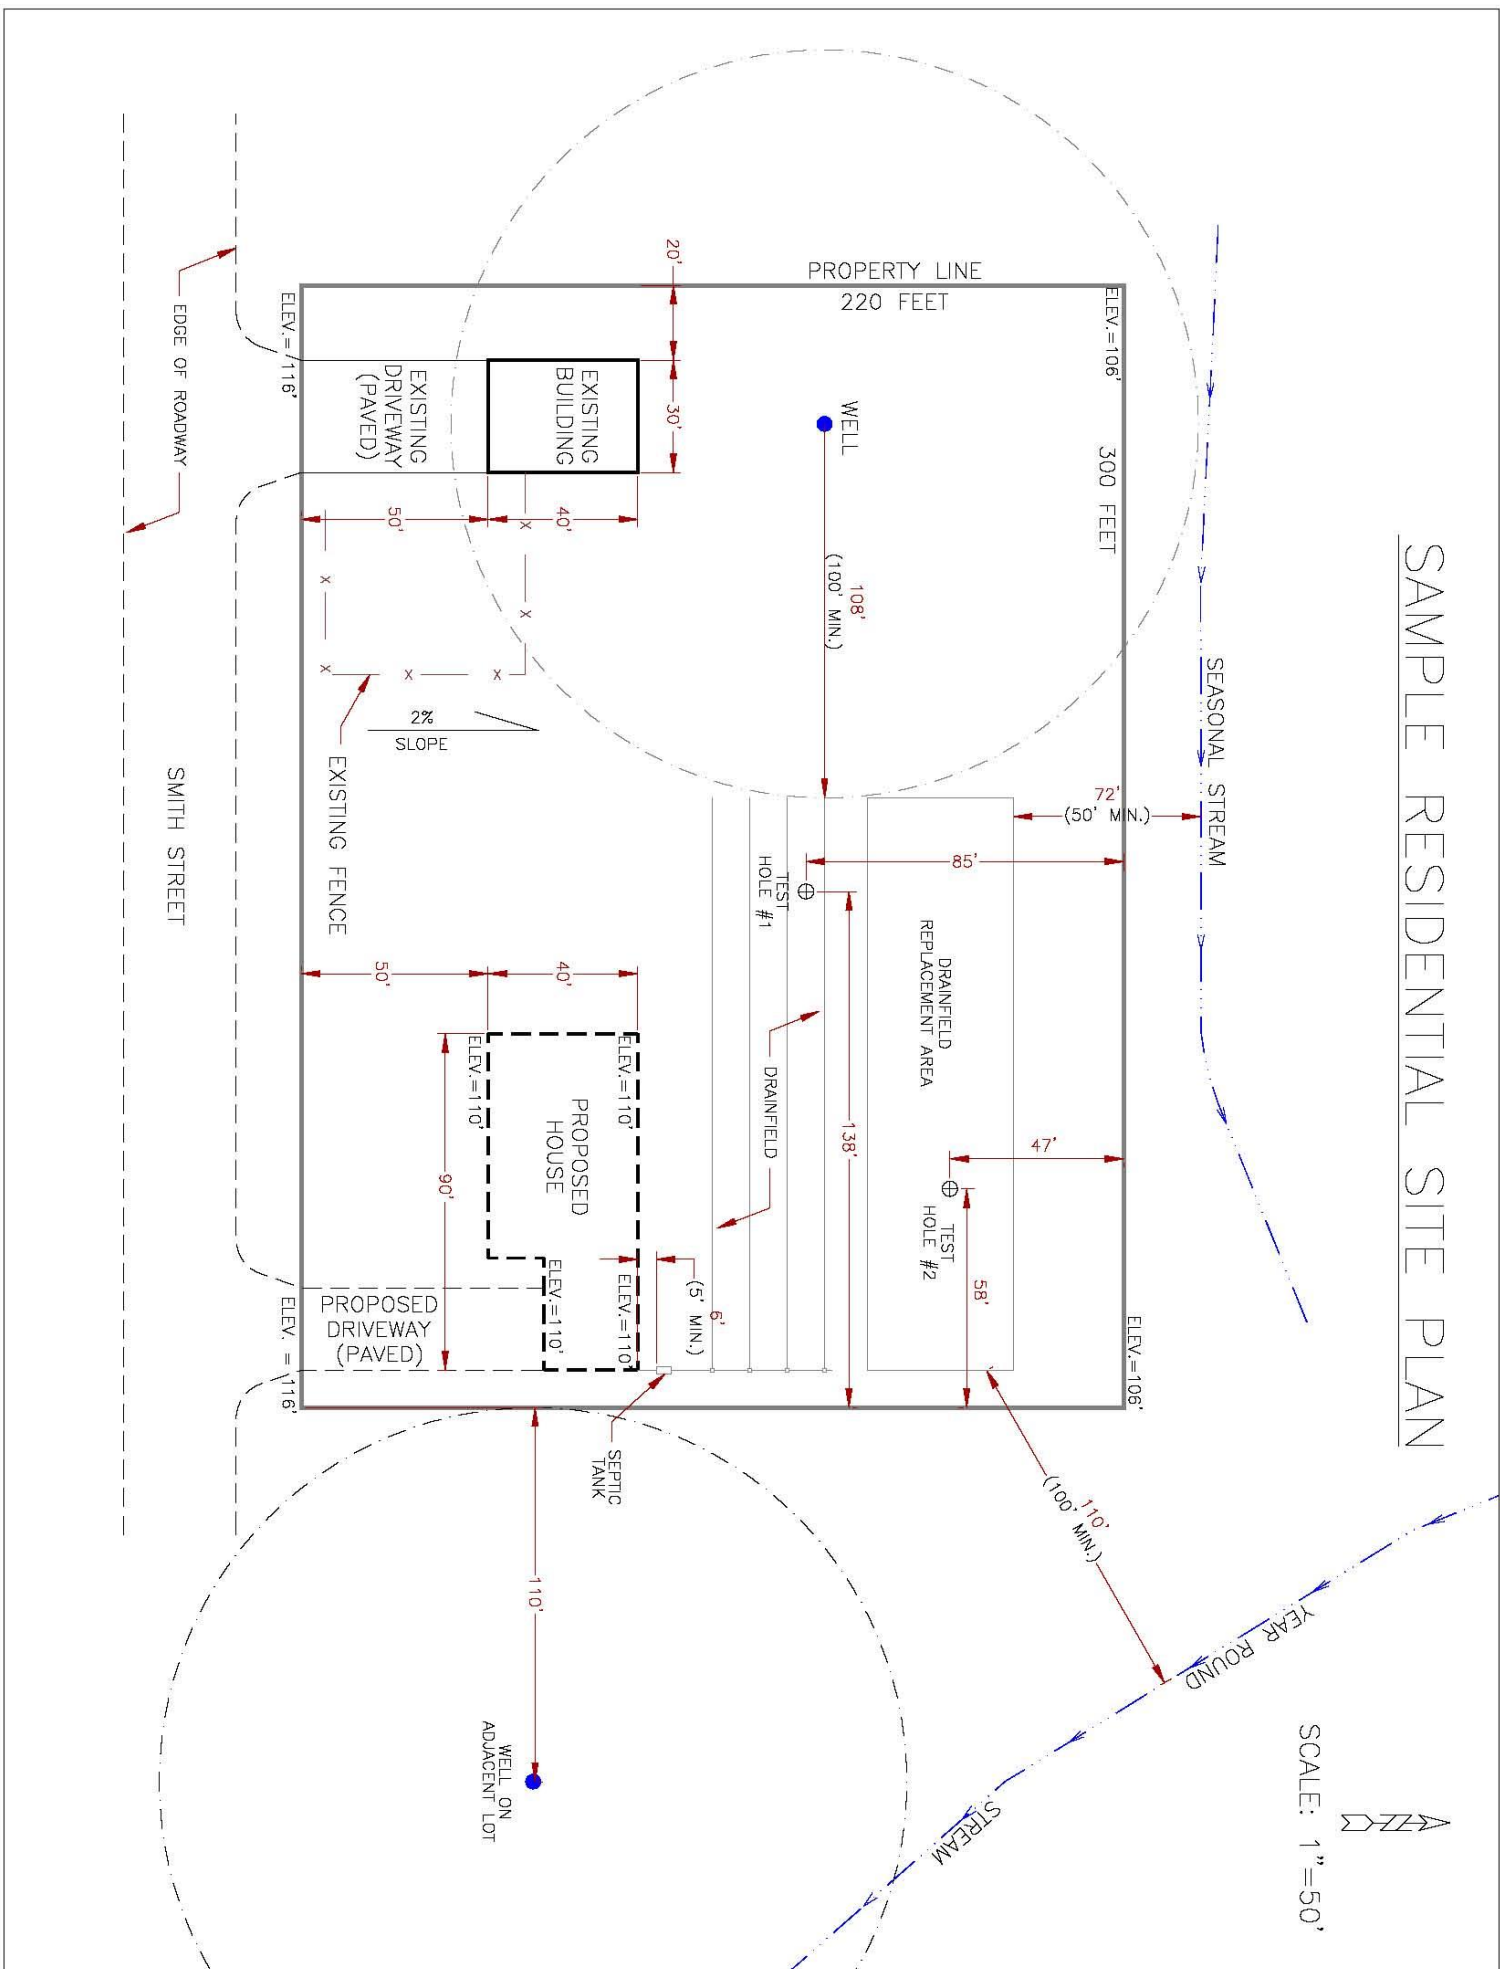 SAMPLE RESIDENTIAL SITE PLAN
SCALE: 1"=50'
SEASONAL STREAM
YEAR ROUND
STREAM
PROPERTY LINE
220 FEET
300 FEET
ELEV.=106'
ELEV.=106'
ELEV.= 116'
ELEV. = 116'
WELL
108'
(100' MIN.)
72'
(50' MIN.)
85'
47'
58'
138'
110'
(100' MIN.)
TEST
HOLE #1
TEST
HOLE #2
DRAINFIELD
REPLACEMENT AREA
DRAINFIELD
20'
30'
40'
50'
EXISTING
BUILDING
EXISTING
DRIVEWAY
(PAVED)
X
X
X
X
X
X
EXISTING FENCE
2%
SLOPE
40'
50'
90'
PROPOSED
HOUSE
ELEV.=110'
ELEV.=110'
ELEV.=110'
ELEV.=110'
6'
(5' MIN.)
SEPTIC
TANK
PROPOSED
DRIVEWAY
(PAVED)
110'
WELL ON
ADJACENT LOT
EDGE OF ROADWAY
SMITH STREET
N